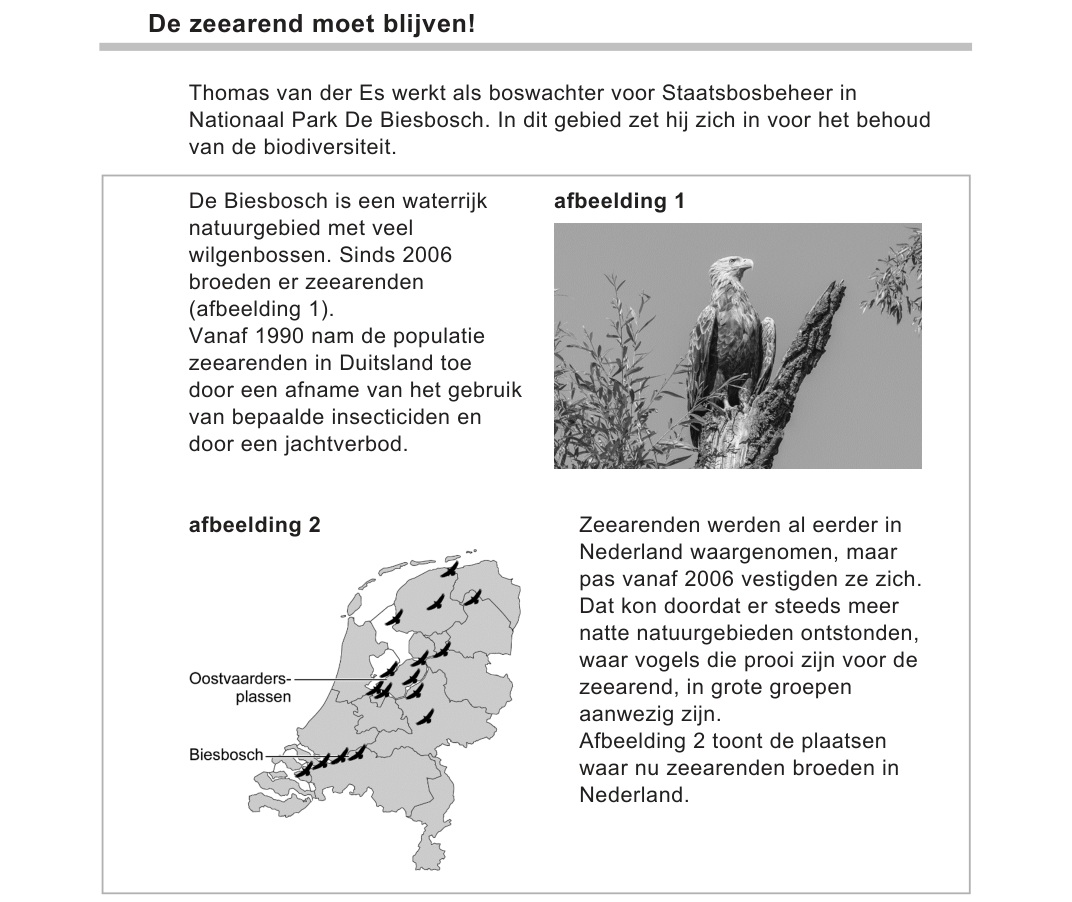 De zeearend moet blijven!
Thomas van der Es werkt als boswachter voor Staatsbosbeheer in
Nationaal Park De Biesbosch. In dit gebied zet hij zich in voor het behoud
van de biodiversiteit.
De Biesbosch is een waterrijk
natuurgebied met veel
wilgenbossen. Sinds 2006
broeden er zeearenden
(afbeelding 1).
Vanaf 1990 nam de populatie
zeearenden in Duitsland toe
door een afname van het gebruik
van bepaalde insecticiden en
door een jachtverbod.
afbeelding 1
afbeelding 2
Oostvaarders-
plassen
Biesbosch
Zeearenden werden al eerder in
Nederland waargenomen, maar
pas vanaf 2006 vestigden ze zich.
Dat kon doordat er steeds meer
natte natuurgebieden ontstonden,
waar vogels die prooi zijn voor de
zeearend, in grote groepen
aanwezig zijn.
Afbeelding 2 toont de plaatsen
waar nu zeearenden broeden in
Nederland.